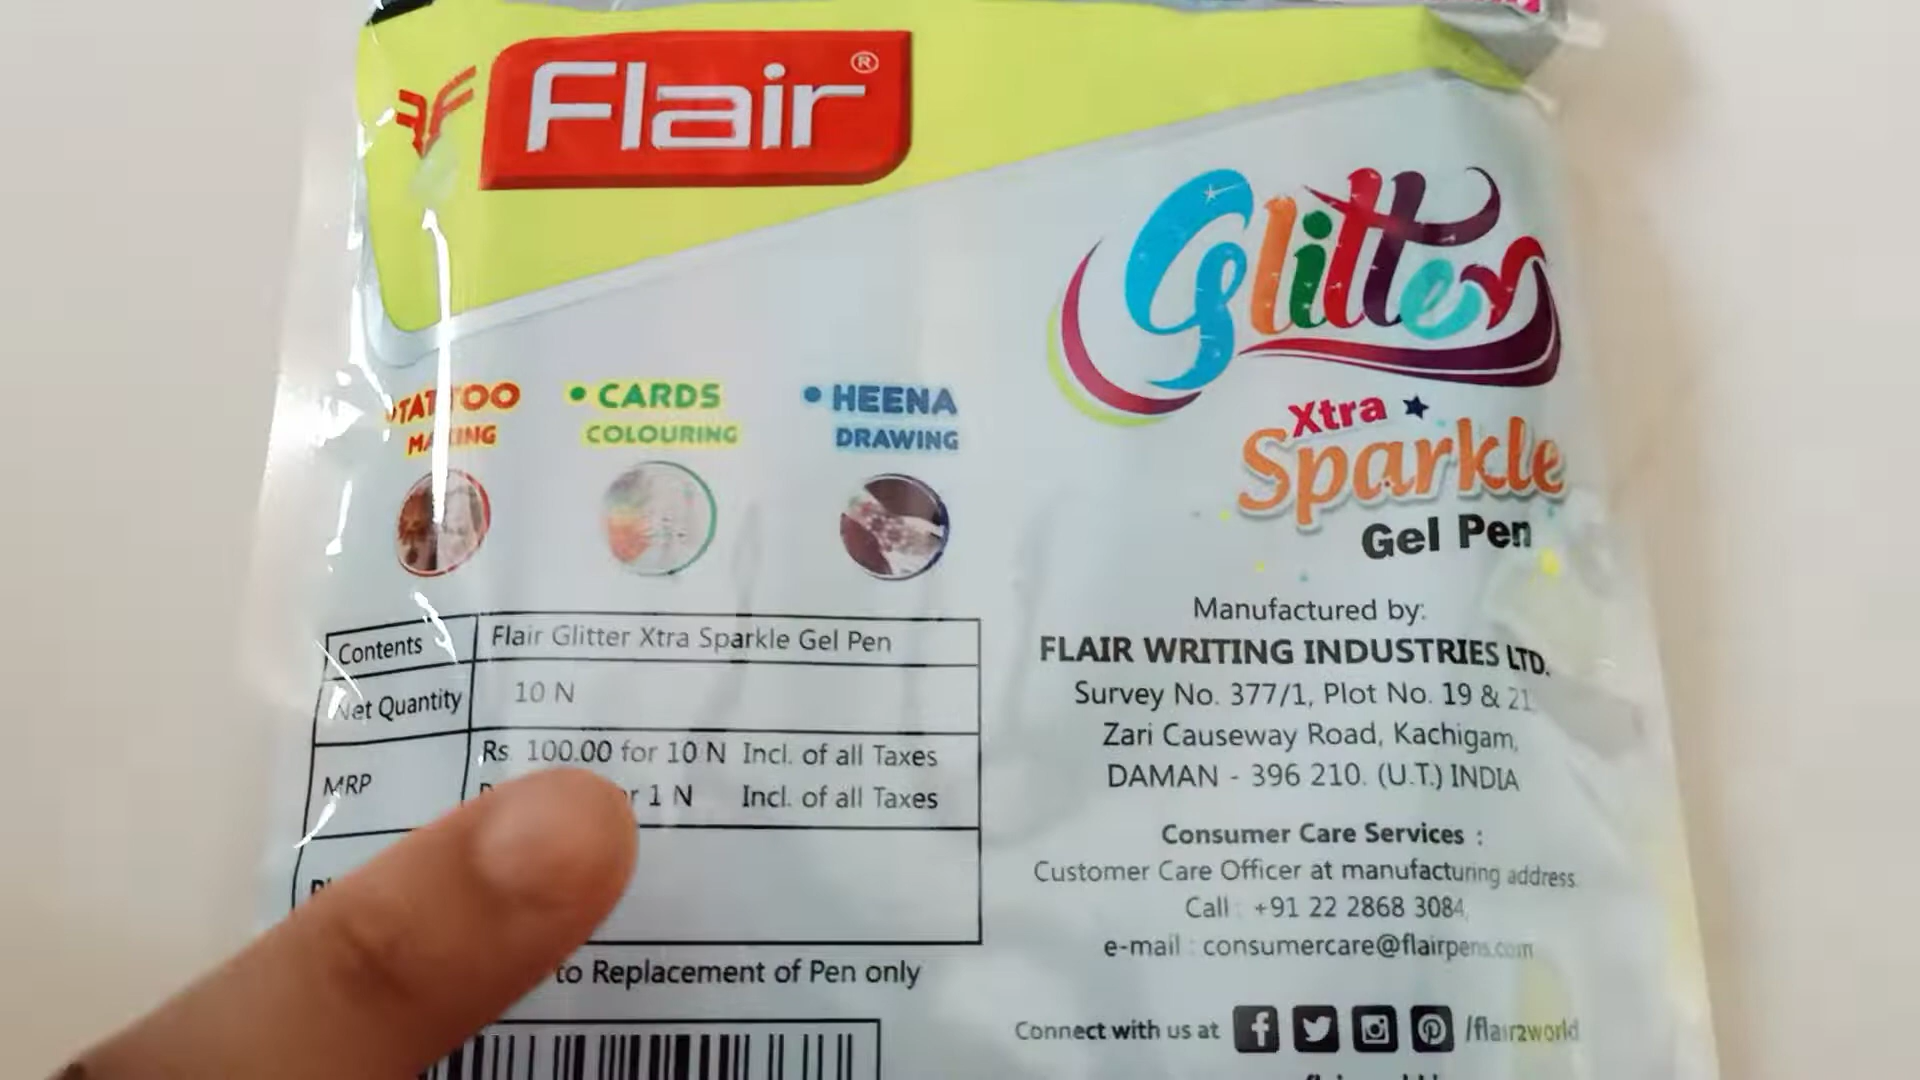 Flair®
Glitter
Xtra
Sparkle
Gel Pen
TATTOO
MAKING
• CARDS
COLOURING
• HEENA
DRAWING
Contents Flair Glitter Xtra Sparkle Gel Pen
Net Quantity 10 N
MRP Rs. 100.00 for 10 N Incl. of all Taxes
1 N Incl. of all Taxes
to Replacement of Pen only
Manufactured by:
FLAIR WRITING INDUSTRIES LTD.
Survey No. 377/1, Plot No. 19 & 21
Zari Causeway Road, Kachigam,
DAMAN - 396 210. (U.T.) INDIA
Consumer Care Services :
Customer Care Officer at manufacturing address.
Call : +91 22 2868 3084,
e-mail : consumercare@flairpens.com
Connect with us at /flair2world